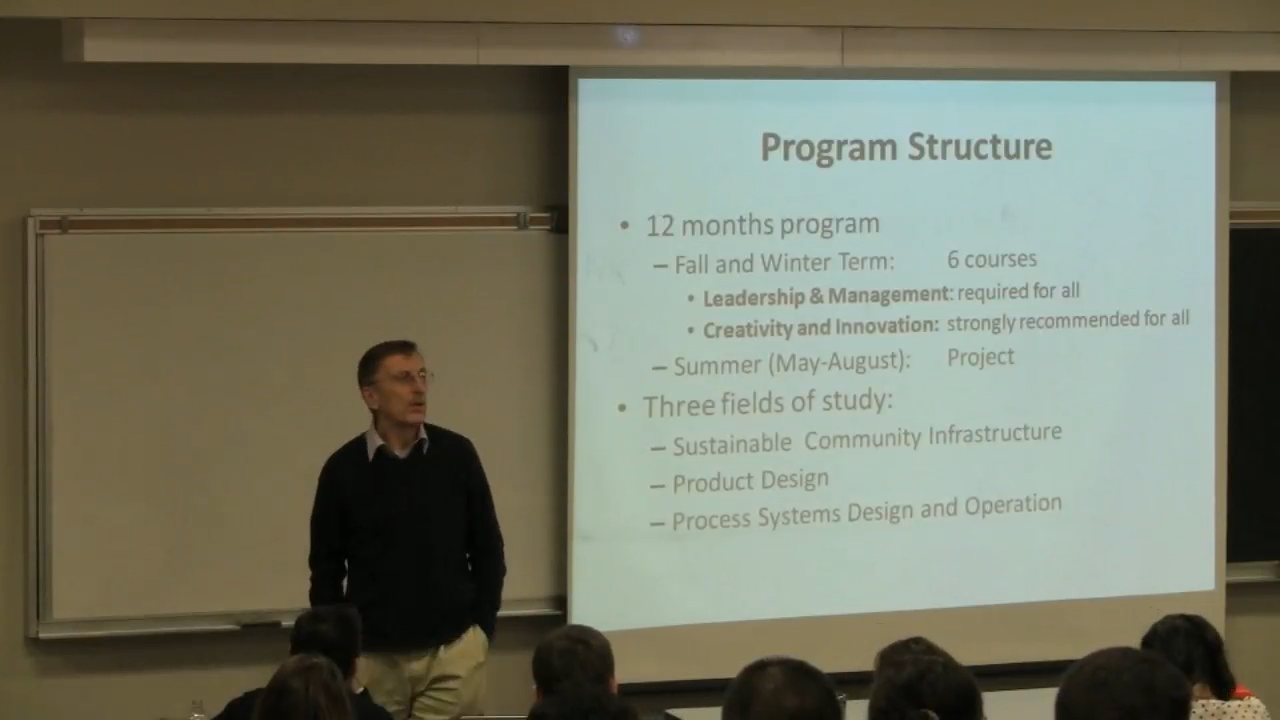 Program Structure
• 12 months program
– Fall and Winter Term: 6 courses
• Leadership & Management: required for all
• Creativity and Innovation: strongly recommended for all
– Summer (May-August): Project
• Three fields of study:
– Sustainable Community Infrastructure
– Product Design
– Process Systems Design and Operation